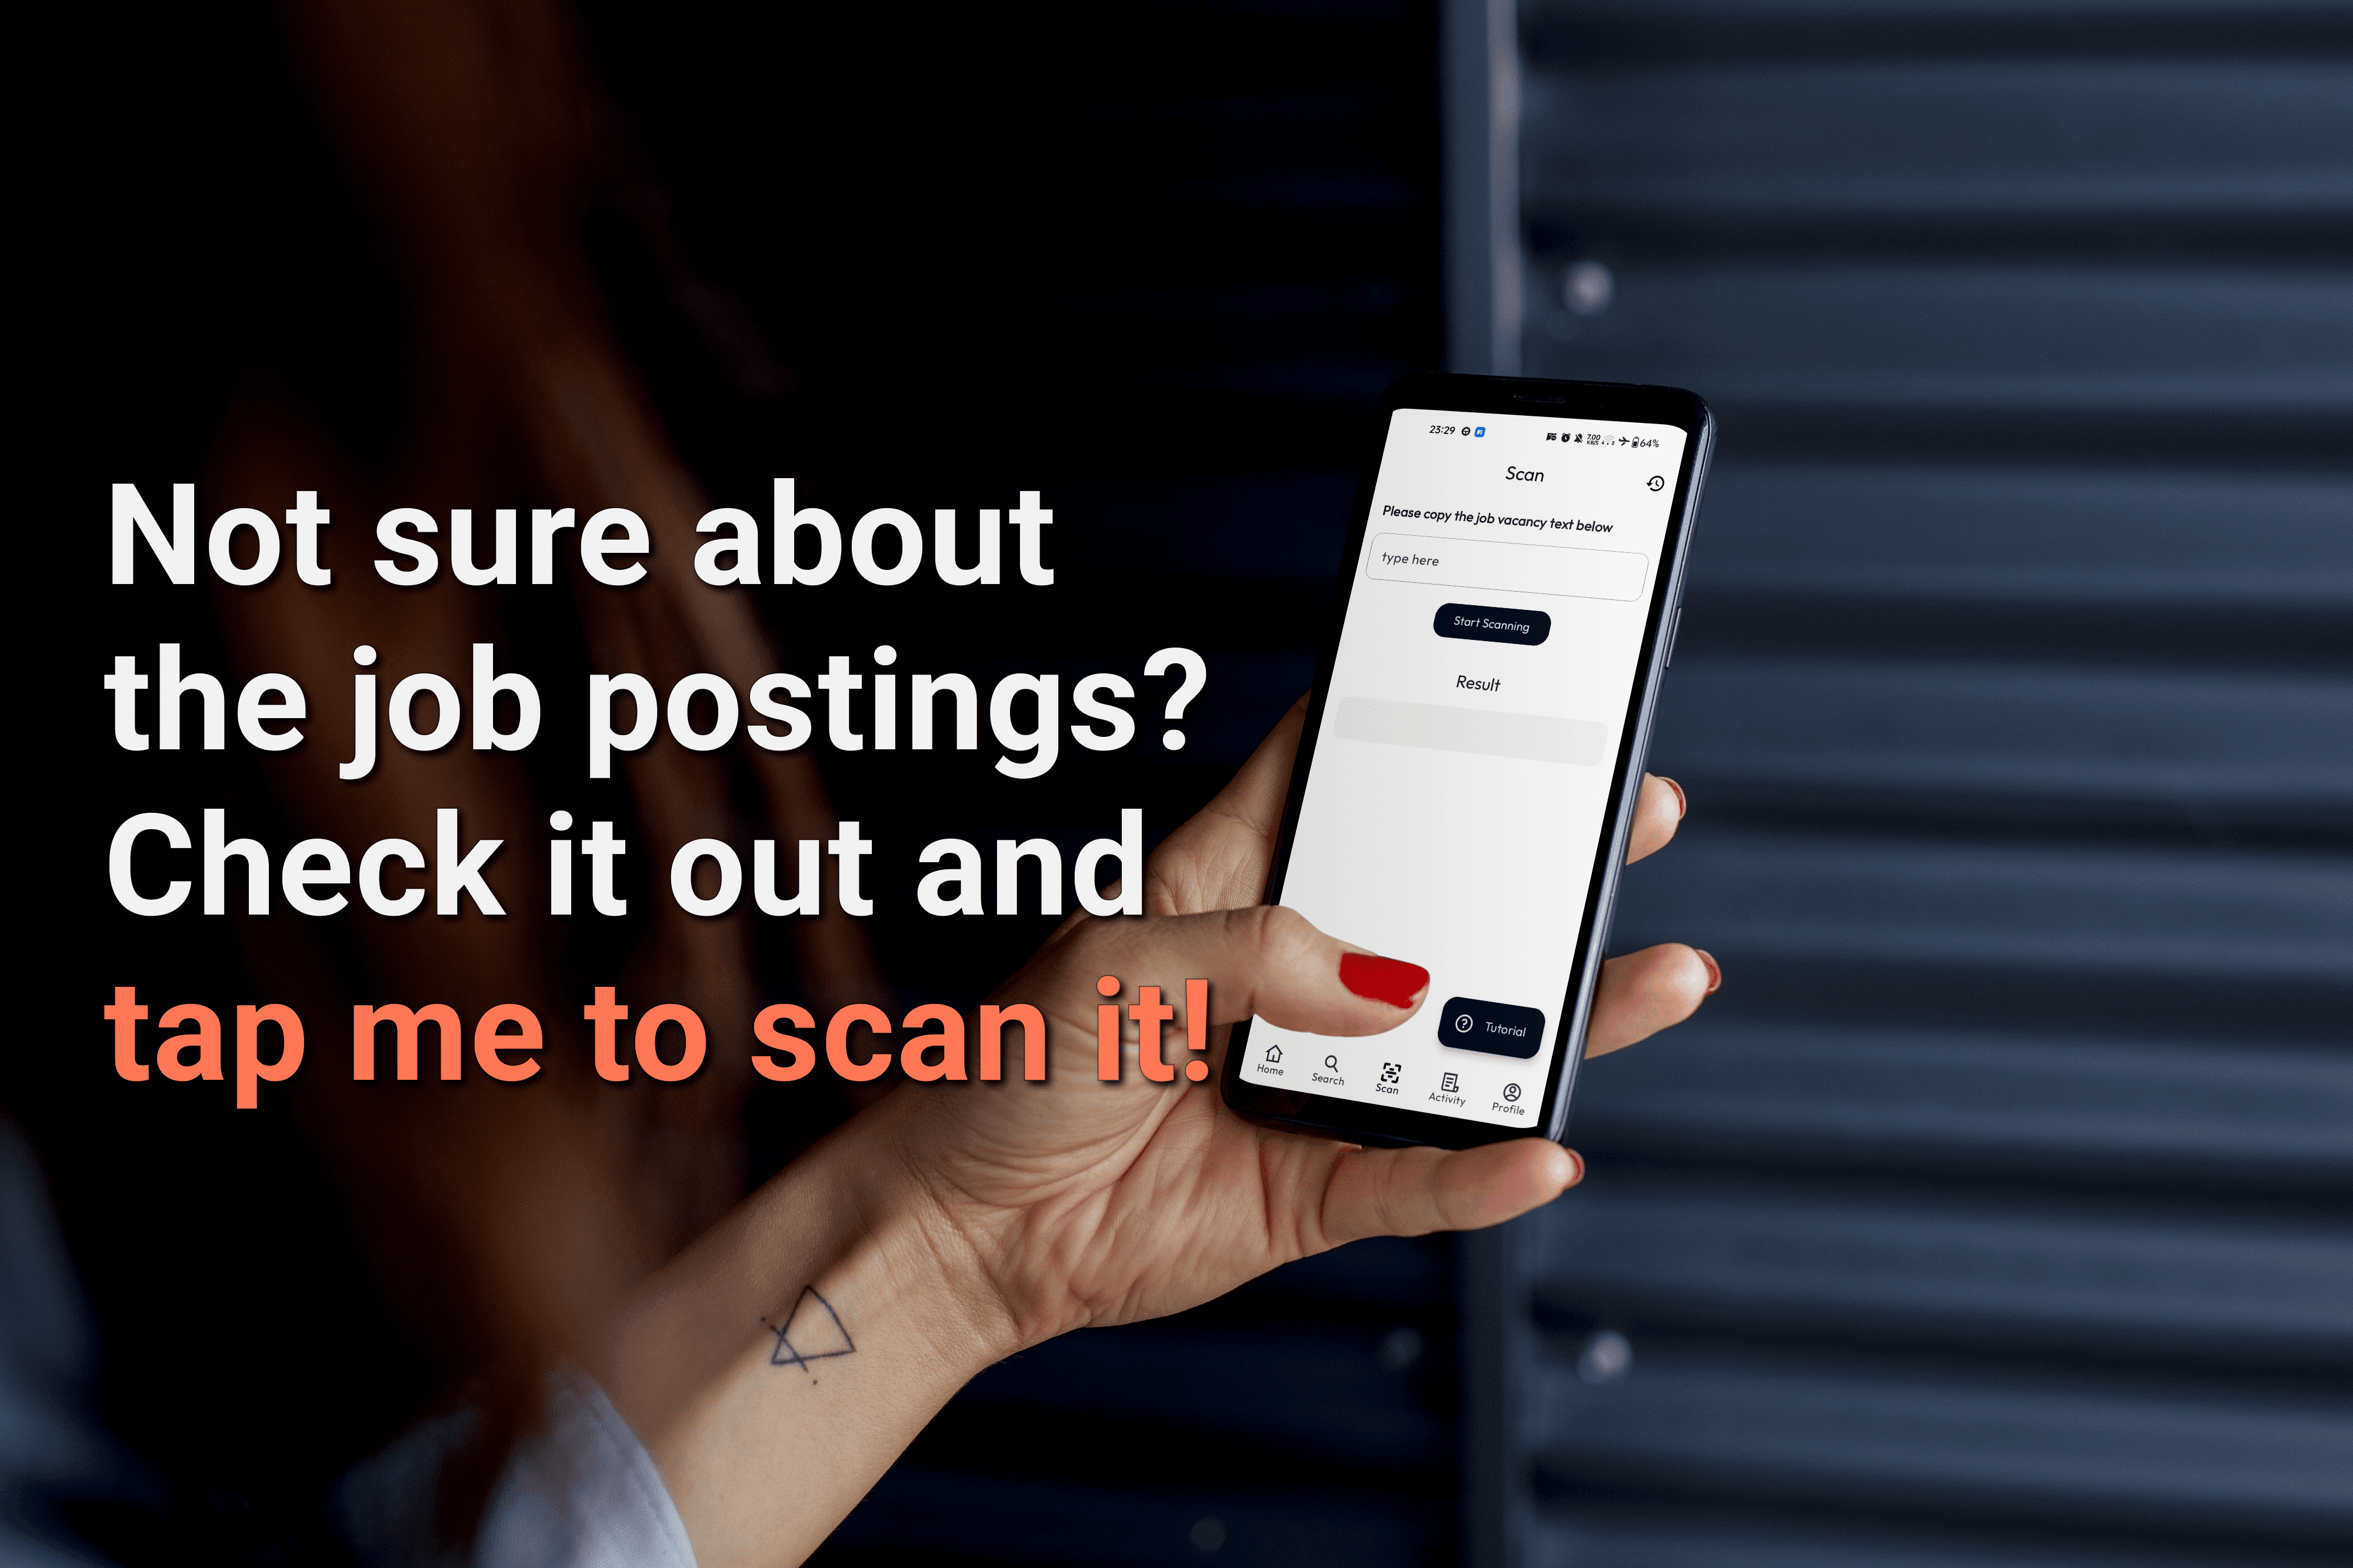 Not sure about
the job postings?
Check it out and
tap me to scan it!
23:29
64%
Scan
Please copy the job vacancy text below
type here
Start Scanning
Result
Tutorial
Home
Search
Scan
Activity
Profile